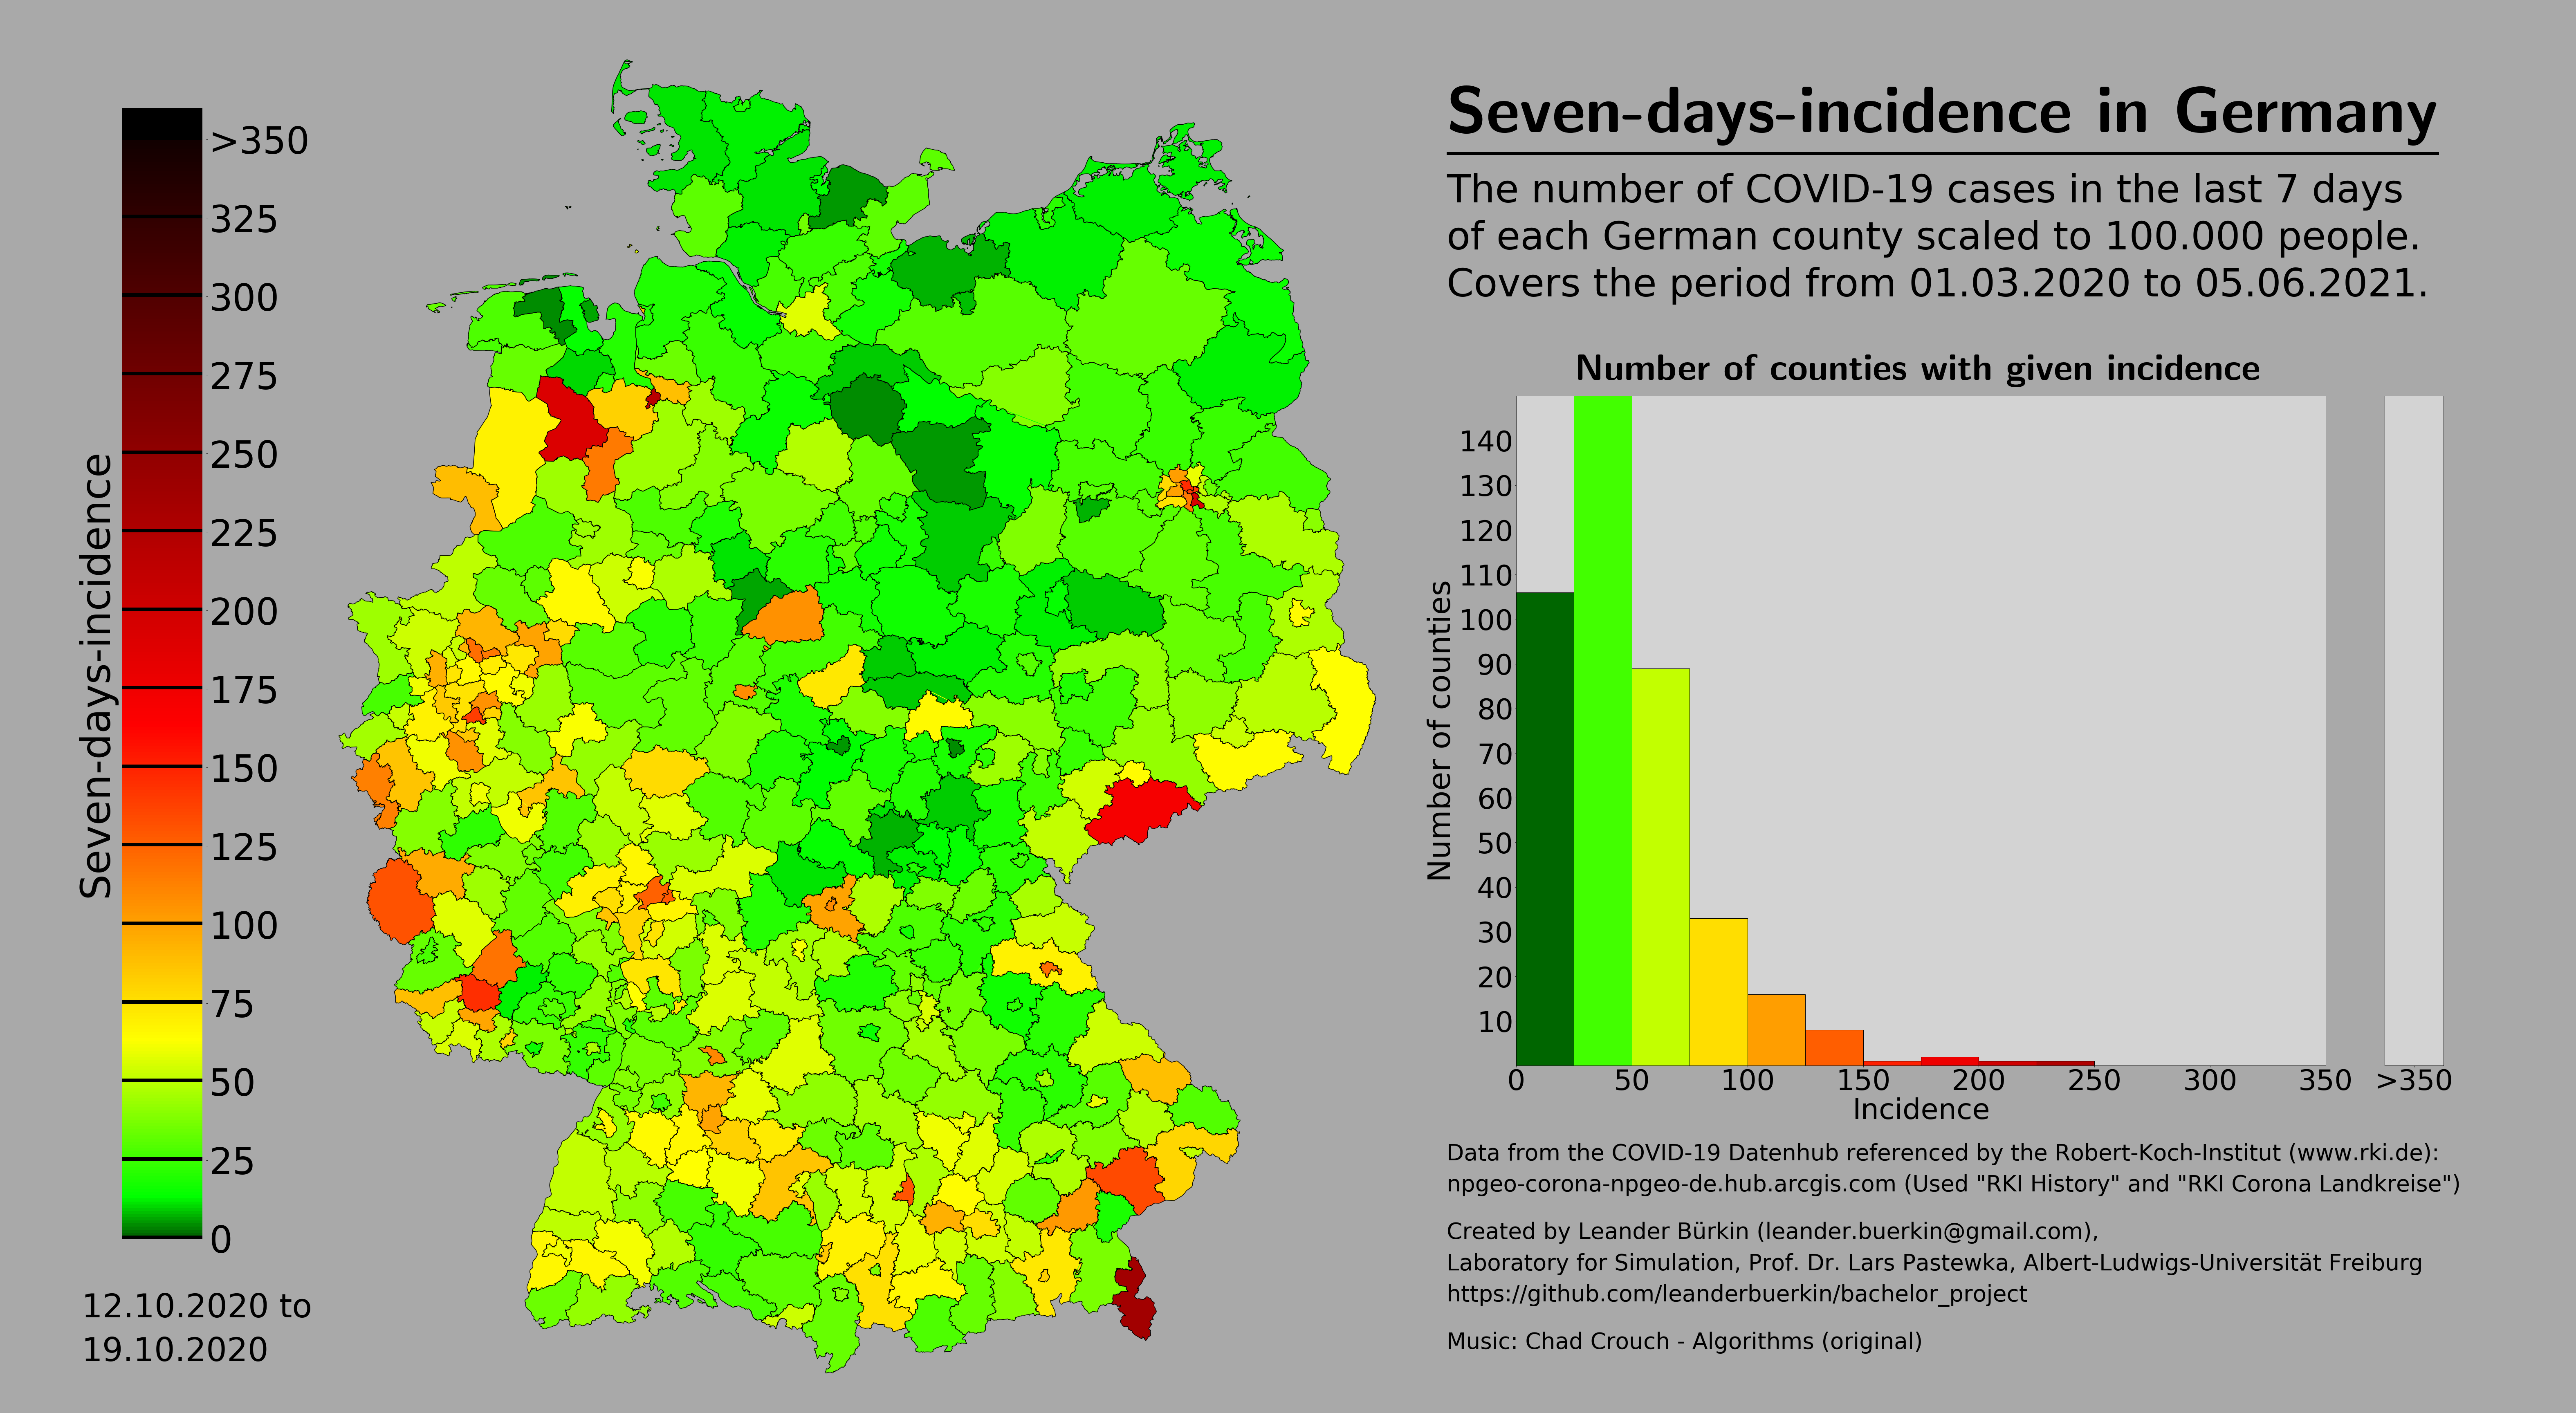 Seven-days-incidence in Germany
The number of COVID-19 cases in the last 7 days
of each German county scaled to 100.000 people.
Covers the period from 01.03.2020 to 05.06.2021.
Seven-days-incidence
>350
325
300
275
250
225
200
175
150
125
100
75
50
25
0
12.10.2020 to
19.10.2020
Number of counties with given incidence
Number of counties
140
130
120
110
100
90
80
70
60
50
40
30
20
10
0 50 100 150 200 250 300 350 >350
Incidence
Data from the COVID-19 Datenhub referenced by the Robert-Koch-Institut (www.rki.de):
npgeo-corona-npgeo-de.hub.arcgis.com (Used "RKI History" and "RKI Corona Landkreise")
Created by Leander Bürkin (leander.buerkin@gmail.com),
Laboratory for Simulation, Prof. Dr. Lars Pastewka, Albert-Ludwigs-Universität Freiburg
https://github.com/leanderbuerkin/bachelor_project
Music: Chad Crouch - Algorithms (original)